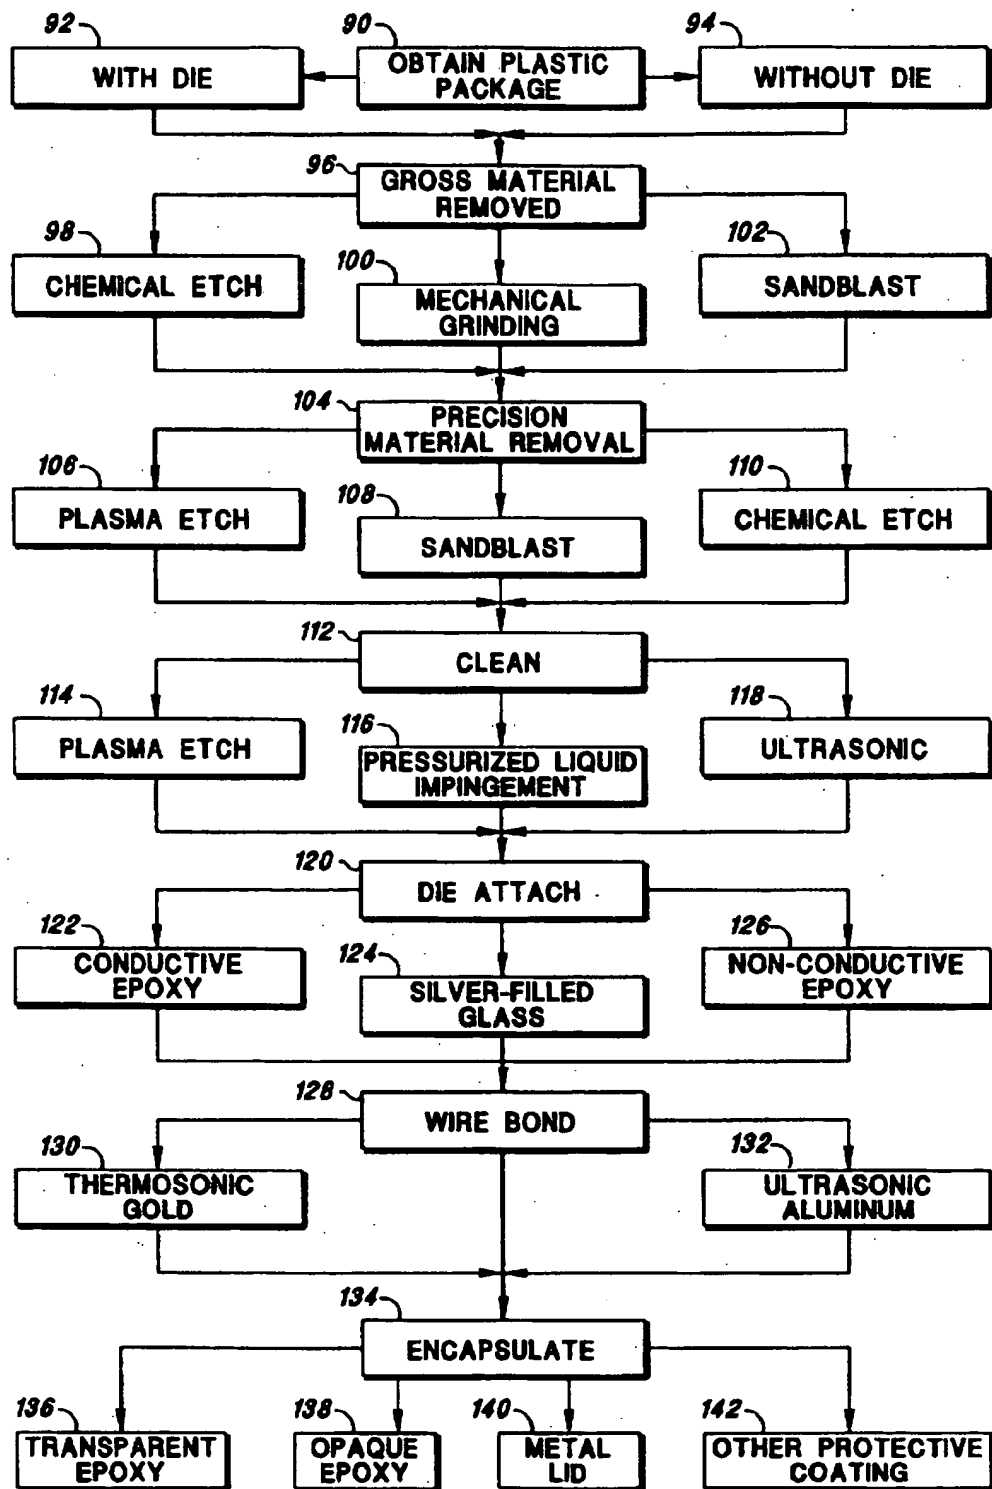 92
90
94
WITH DIE
OBTAIN PLASTIC
PACKAGE
WITHOUT DIE
96
GROSS MATERIAL
REMOVED
98
100
102
CHEMICAL ETCH
MECHANICAL
GRINDING
SANDBLAST
104
PRECISION
MATERIAL REMOVAL
106
108
110
PLASMA ETCH
SANDBLAST
CHEMICAL ETCH
112
CLEAN
114
116
118
PLASMA ETCH
PRESSURIZED LIQUID
IMPINGEMENT
ULTRASONIC
120
DIE ATTACH
122
124
126
CONDUCTIVE
EPOXY
SILVER-FILLED
GLASS
NON-CONDUCTIVE
EPOXY
128
WIRE BOND
130
132
THERMOSONIC
GOLD
ULTRASONIC
ALUMINUM
134
ENCAPSULATE
136
138
140
142
TRANSPARENT
EPOXY
OPAQUE
EPOXY
METAL
LID
OTHER PROTECTIVE
COATING